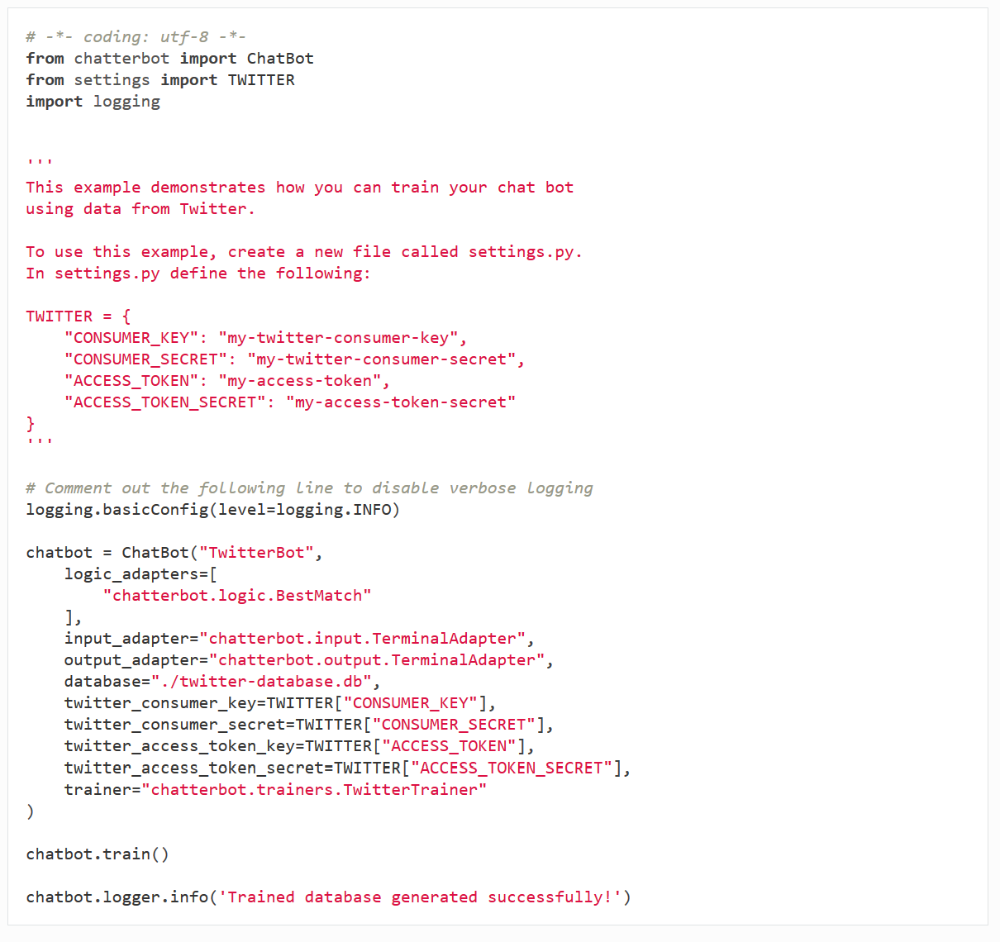 # -*- coding: utf-8 -*-
from chatterbot import ChatBot
from settings import TWITTER
import logging


'''
This example demonstrates how you can train your chat bot
using data from Twitter.

To use this example, create a new file called settings.py.
In settings.py define the following:

TWITTER = {
    "CONSUMER_KEY": "my-twitter-consumer-key",
    "CONSUMER_SECRET": "my-twitter-consumer-secret",
    "ACCESS_TOKEN": "my-access-token",
    "ACCESS_TOKEN_SECRET": "my-access-token-secret"
}
'''

# Comment out the following line to disable verbose logging
logging.basicConfig(level=logging.INFO)

chatbot = ChatBot("TwitterBot",
    logic_adapters=[
        "chatterbot.logic.BestMatch"
    ],
    input_adapter="chatterbot.input.TerminalAdapter",
    output_adapter="chatterbot.output.TerminalAdapter",
    database="./twitter-database.db",
    twitter_consumer_key=TWITTER["CONSUMER_KEY"],
    twitter_consumer_secret=TWITTER["CONSUMER_SECRET"],
    twitter_access_token_key=TWITTER["ACCESS_TOKEN"],
    twitter_access_token_secret=TWITTER["ACCESS_TOKEN_SECRET"],
    trainer="chatterbot.trainers.TwitterTrainer"
)

chatbot.train()

chatbot.logger.info('Trained database generated successfully!')